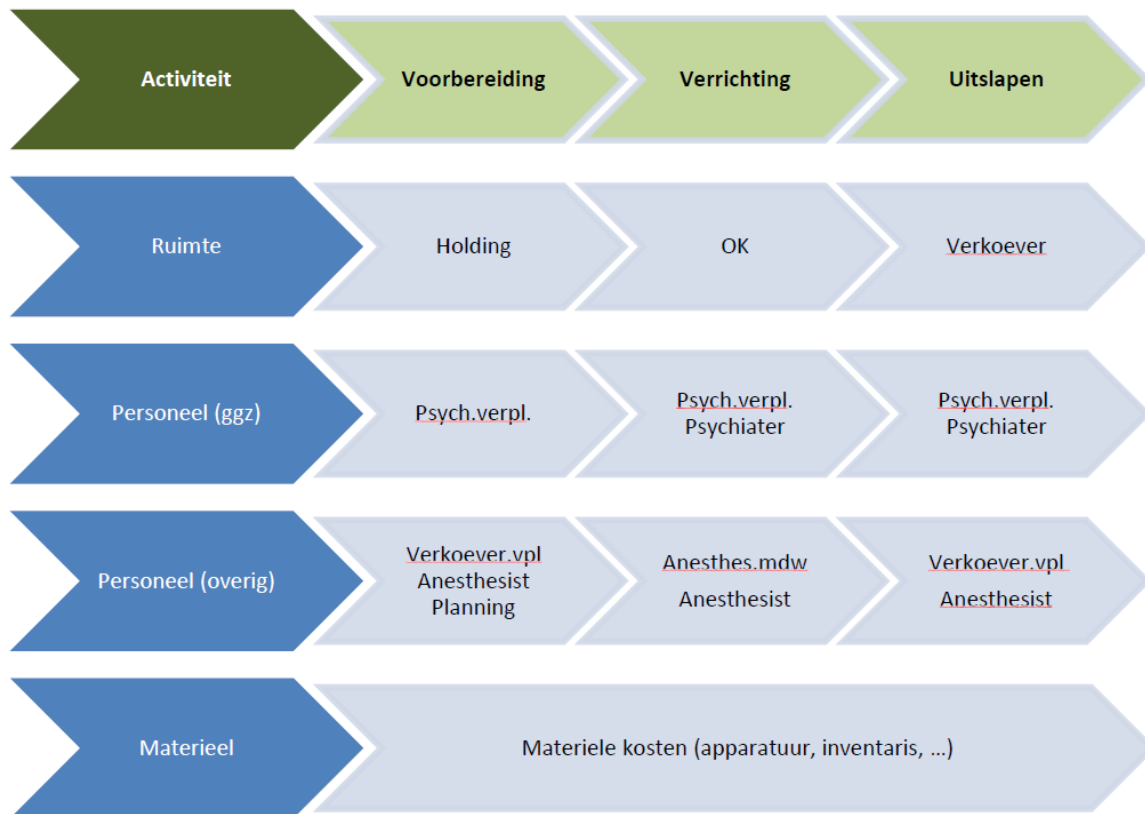 Activiteit
Voorbereiding
Verrichting
Uitslapen
Ruimte
Holding
OK
Verkoever
Personeel (ggz)
Psych.verpl.
Psych.verpl.
Psychiater
Psych.verpl.
Psychiater
Personeel (overig)
Verkoever.vpl
Anesthesist
Planning
Anesthes.mdw
Anesthesist
Verkoever.vpl
Anesthesist
Materieel
Materiele kosten (apparatuur, inventaris, ...)